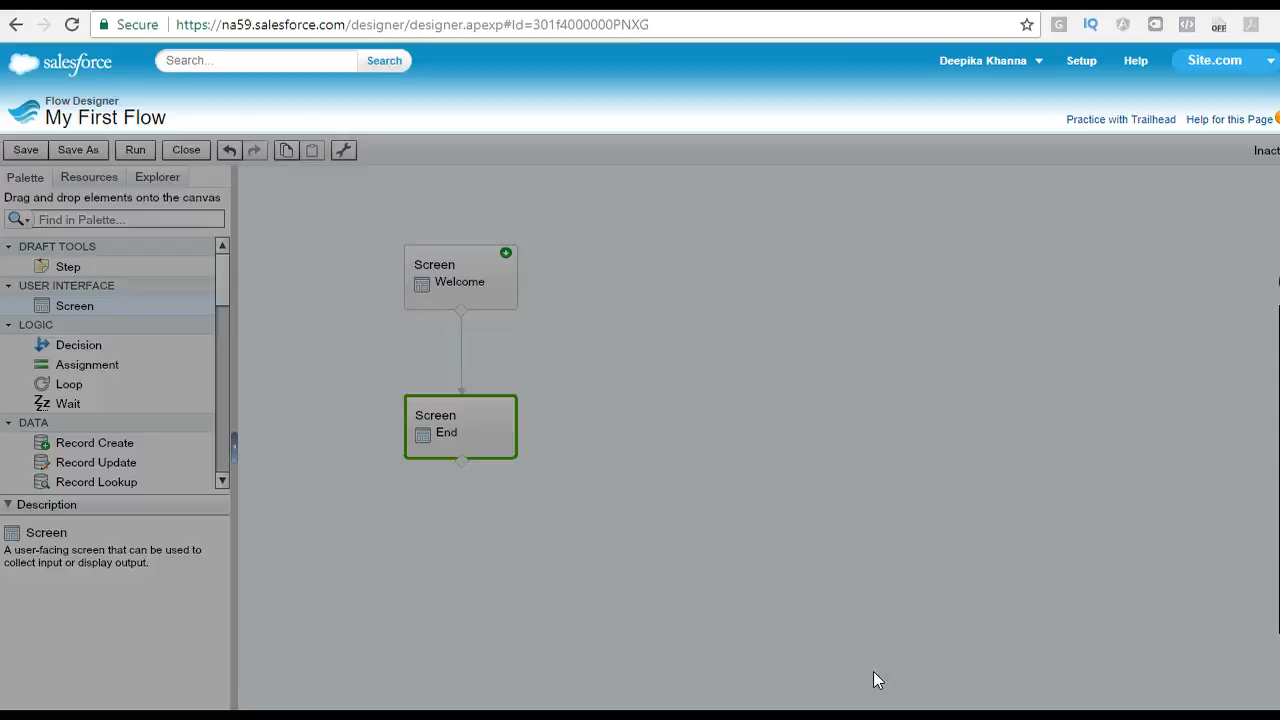 Secure
https://na59.salesforce.com/designer/designer.apexp#Id=301f4000000PNXG
salesforce
Search...
Search
Deepika Khanna
Setup
Help
Site.com
Flow Designer
My First Flow
Practice with Trailhead
Help for this Page
Save
Save As
Run
Close
Inact
Palette
Resources
Explorer
Drag and drop elements onto the canvas
Find in Palette...
DRAFT TOOLS
Step
USER INTERFACE
Screen
LOGIC
Decision
Assignment
Loop
Wait
DATA
Record Create
Record Update
Record Lookup
Description
Screen
A user-facing screen that can be used to
collect input or display output.
Screen
Welcome
Screen
End